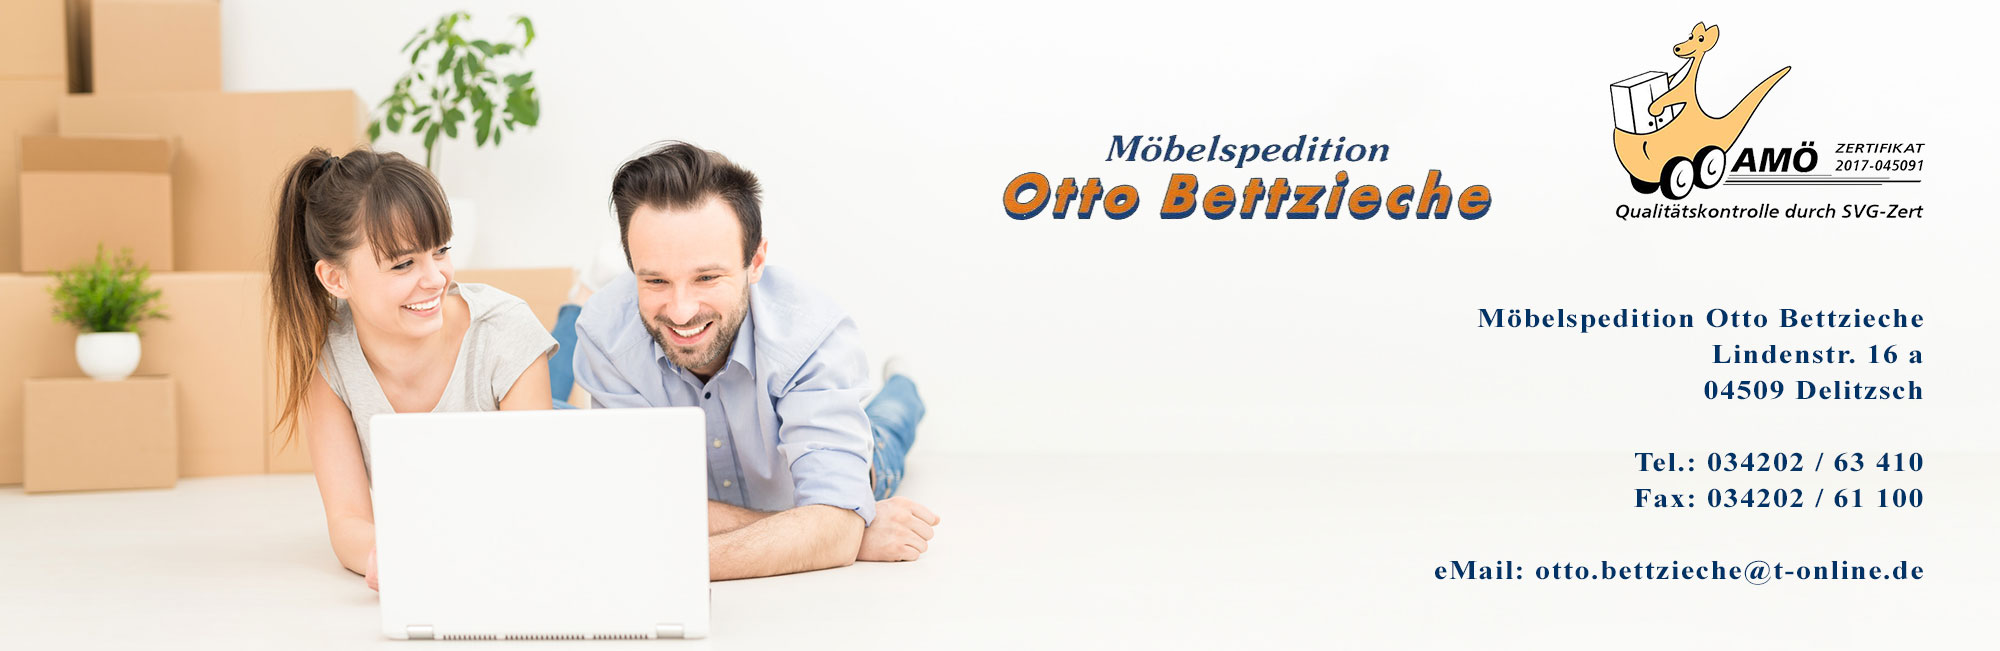 Möbelspedition
Otto Bettzieche
AMÖ
ZERTIFIKAT
2017-045091
Qualitätskontrolle durch SVG-Zert
Möbelspedition Otto Bettzieche
Lindenstr. 16 a
04509 Delitzsch
Tel.: 034202 / 63 410
Fax: 034202 / 61 100
eMail: otto.bettzieche@t-online.de